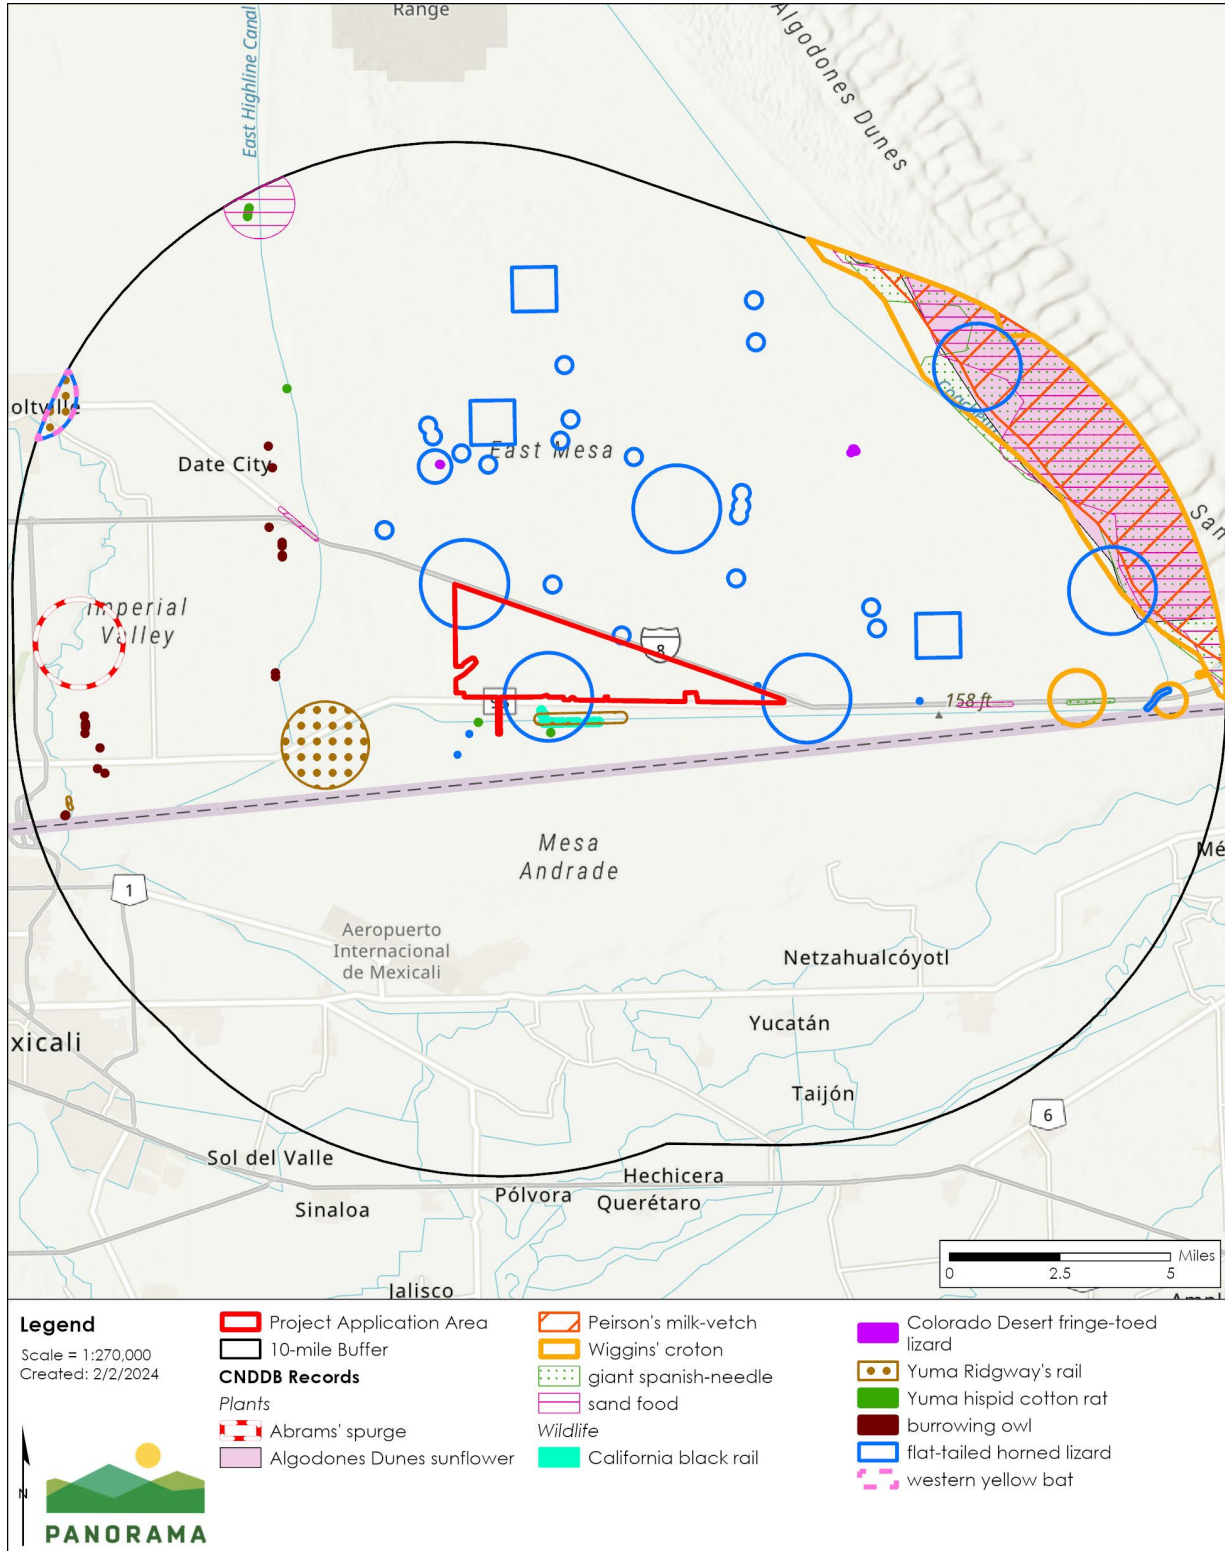 Range
East Highline Canal
Algodones Dunes
oltville
Date City
East Mesa
San
Imperial
Valley
8
98
158 ft
Mesa
Andrade
Mé
1
Aeropuerto
Internacional
de Mexicali
Netzahualcóyotl
xicali
Yucatán
Taijón
6
Sol del Valle
Hechicera
Sinaloa
Pólvora
Querétaro
Jalisco
Miles
0
2.5
5
Legend
Scale = 1:270,000
Created: 2/2/2024
N
PANORAMA
Project Application Area
10-mile Buffer
CNDDB Records
Plants
Abrams' spurge
Algodones Dunes sunflower
Peirson's milk-vetch
Wiggins' croton
giant spanish-needle
sand food
Wildlife
California black rail
Colorado Desert fringe-toed
lizard
Yuma Ridgway's rail
Yuma hispid cotton rat
burrowing owl
flat-tailed horned lizard
western yellow bat